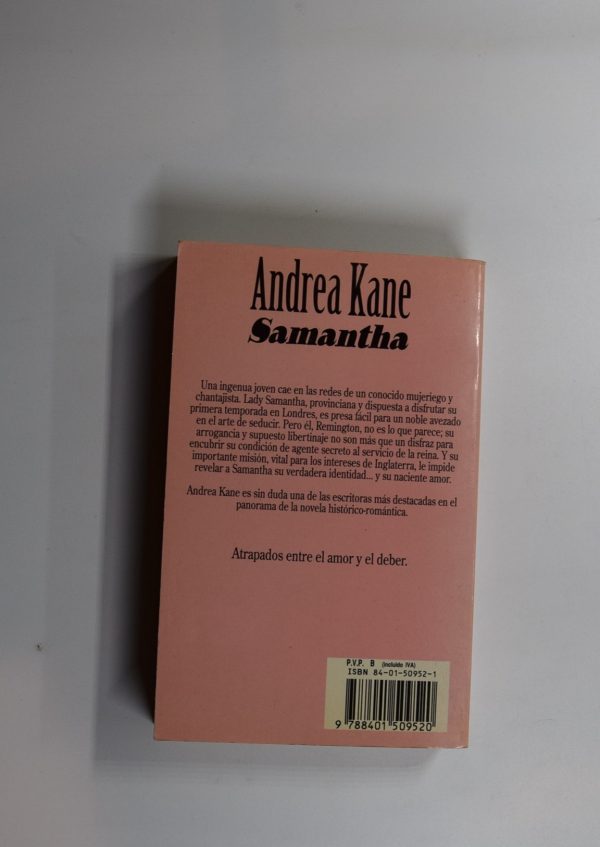 Andrea Kane
Samantha
Una ingenua joven cae en las redes de un conocido mujeriego y
chantajista. Lady Samantha, provinciana y dispuesta a disfrutar su
primera temporada en Londres, es presa fácil para un noble avezado
en el arte de seducir. Pero él, Remington, no es lo que parece; su
arrogancia y supuesto libertinaje no son más que un disfraz para
encubrir su condición de agente secreto al servicio de la reina. Y su
importante misión, vital para los intereses de Inglaterra, le impide
revelar a Samantha su verdadera identidad... y su naciente amor.
Andrea Kane es sin duda una de las escritoras más destacadas en el
panorama de la novela histórico-romántica.
Atrapados entre el amor y el deber.
P.V.P. B (incluido IVA)
ISBN 84-01-50952-1
9 788401 509520